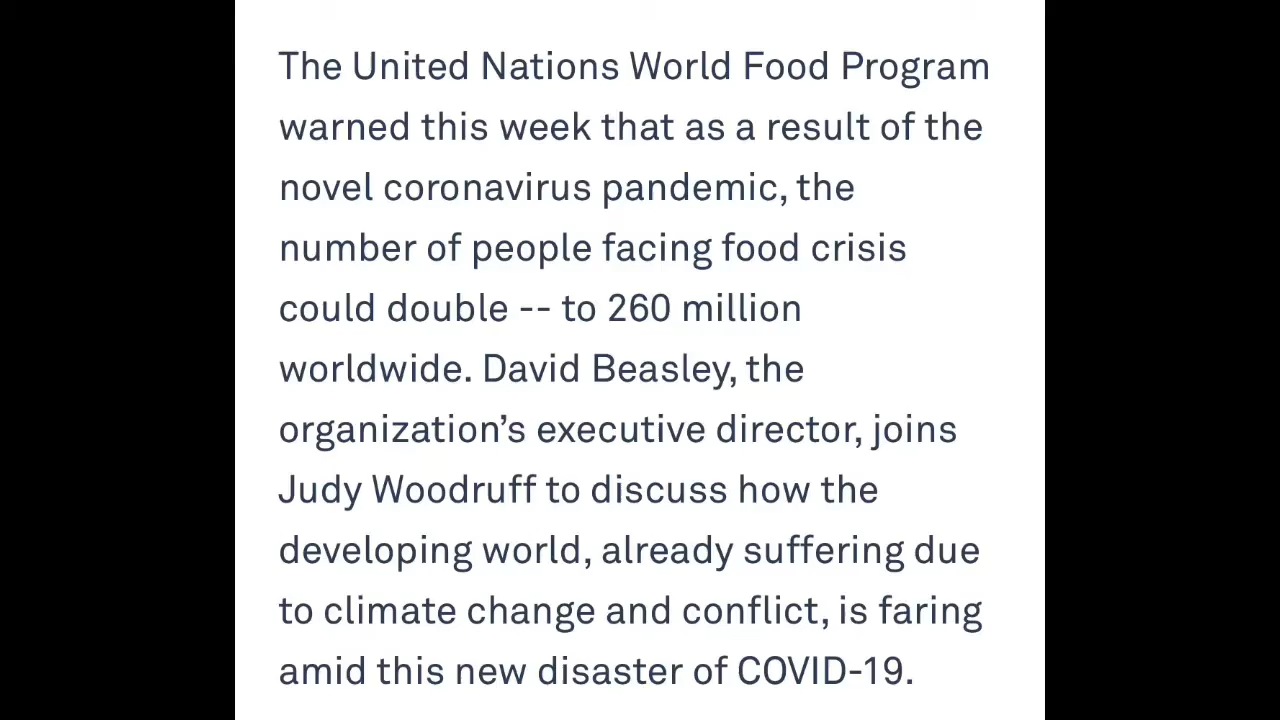 The United Nations World Food Program
warned this week that as a result of the
novel coronavirus pandemic, the
number of people facing food crisis
could double -- to 260 million
worldwide. David Beasley, the
organization’s executive director, joins
Judy Woodruff to discuss how the
developing world, already suffering due
to climate change and conflict, is faring
amid this new disaster of COVID-19.